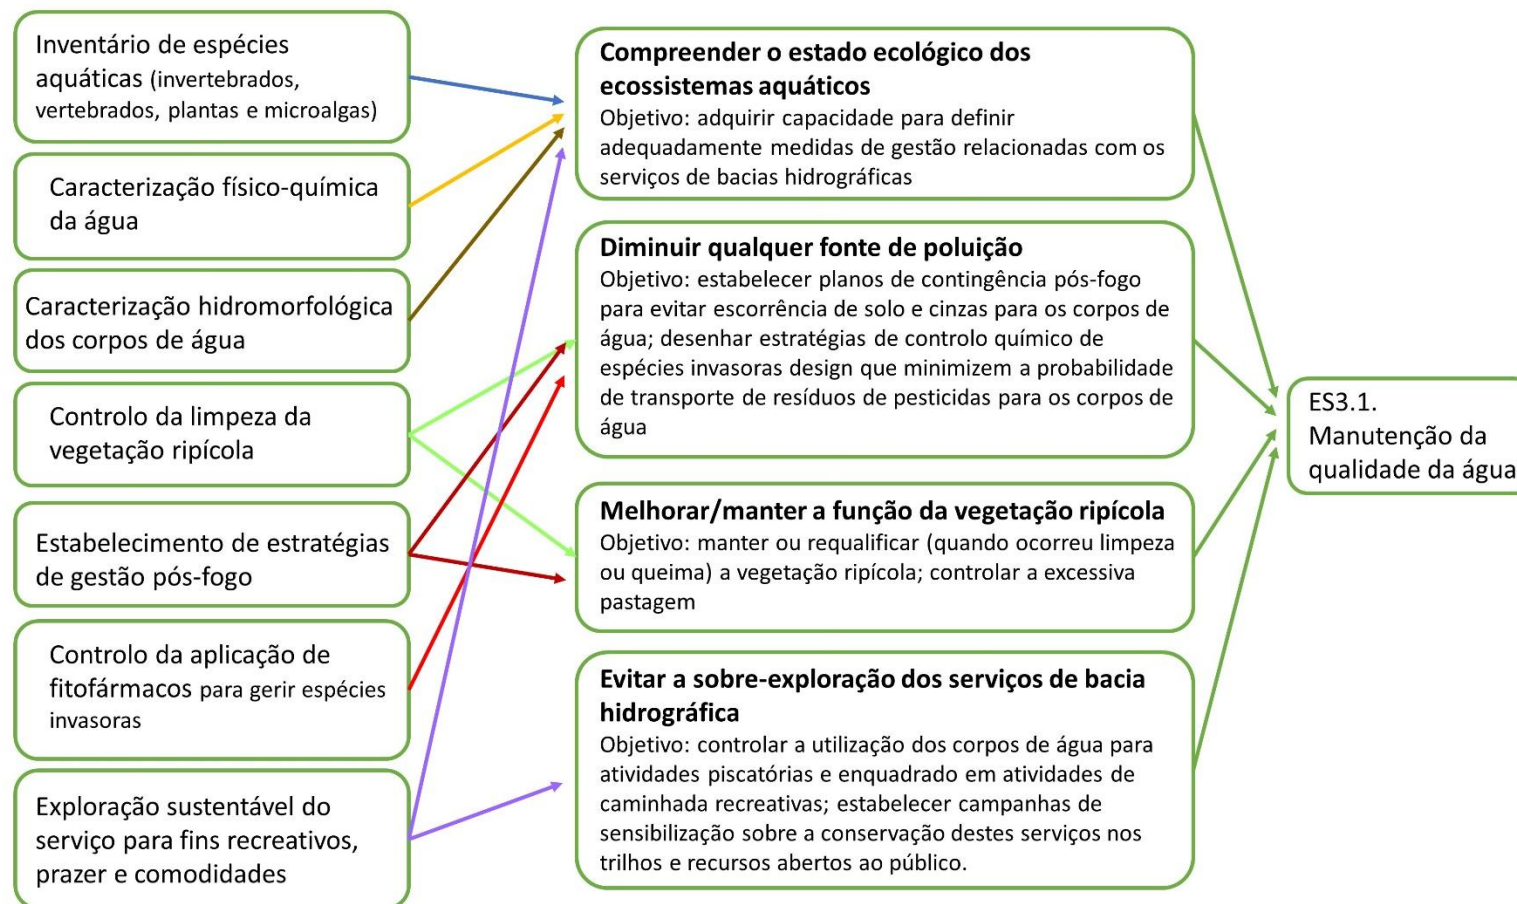 Inventário de espécies
aquáticas (invertebrados,
vertebrados, plantas e microalgas)
Caracterização físico-química
da água
Caracterização hidromorfológica
dos corpos de água
Controlo da limpeza da
vegetação ripícola
Estabelecimento de estratégias
de gestão pós-fogo
Controlo da aplicação de
fitofármacos para gerir espécies
invasoras
Exploração sustentável do
serviço para fins recreativos,
prazer e comodidades
Compreender o estado ecológico dos
ecossistemas aquáticos
Objetivo: adquirir capacidade para definir
adequadamente medidas de gestão relacionadas com os
serviços de bacias hidrográficas
Diminuir qualquer fonte de poluição
Objetivo: estabelecer planos de contingência pós-fogo
para evitar escorrência de solo e cinzas para os corpos de
água; desenhar estratégias de controlo químico de
espécies invasoras design que minimizem a probabilidade
de transporte de resíduos de pesticidas para os corpos de
água
Melhorar/manter a função da vegetação ripícola
Objetivo: manter ou requalificar (quando ocorreu limpeza
ou queima) a vegetação ripícola; controlar a excessiva
pastagem
Evitar a sobre-exploração dos serviços de bacia
hidrográfica
Objetivo: controlar a utilização dos corpos de água para
atividades piscatórias e enquadrado em atividades de
caminhada recreativas; estabelecer campanhas de
sensibilização sobre a conservação destes serviços nos
trilhos e recursos abertos ao público.
ES3.1.
Manutenção da
qualidade da água